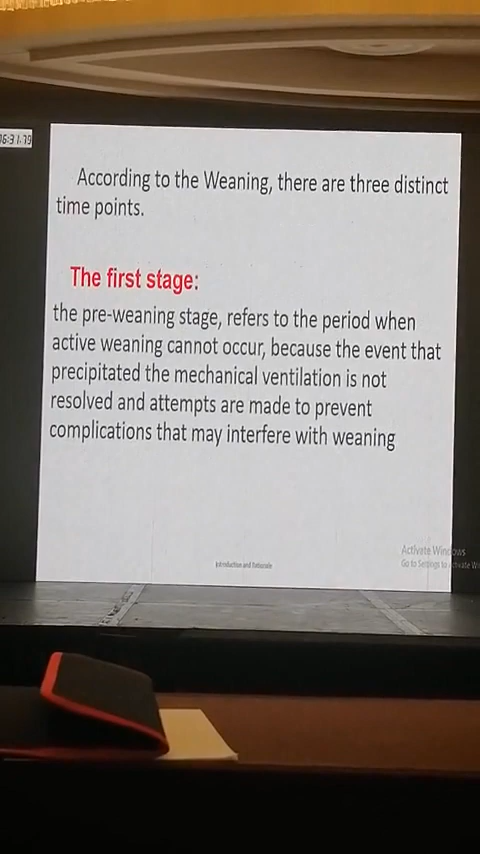 According to the Weaning, there are three distinct
time points.
The first stage:
the pre-weaning stage, refers to the period when
active weaning cannot occur, because the event that
precipitated the mechanical ventilation is not
resolved and attempts are made to prevent
complications that may interfere with weaning
Activate Windows
Go to Settings to activate
Introduction and Rationale